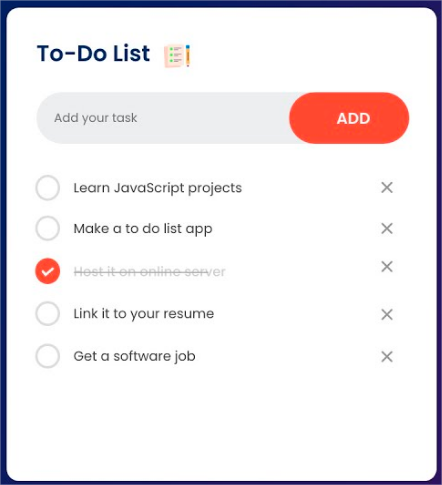 To-Do List
Add your task
ADD
Learn JavaScript projects
Make a to do list app
Host it on online server
Link it to your resume
Get a software job